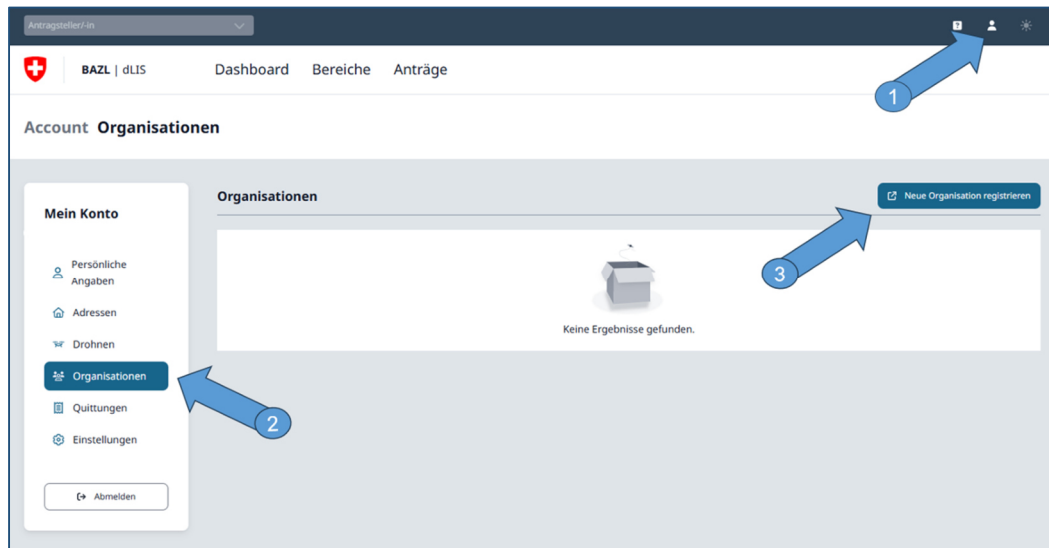 Antragsteller/-in
?
1
BAZL | dLIS
Dashboard Bereiche Anträge
Account Organisationen
Mein Konto
Persönliche
Angaben
Adressen
Drohnen
Organisationen
Quittungen
Einstellungen
Abmelden
2
Organisationen
Neue Organisation registrieren
3
Keine Ergebnisse gefunden.